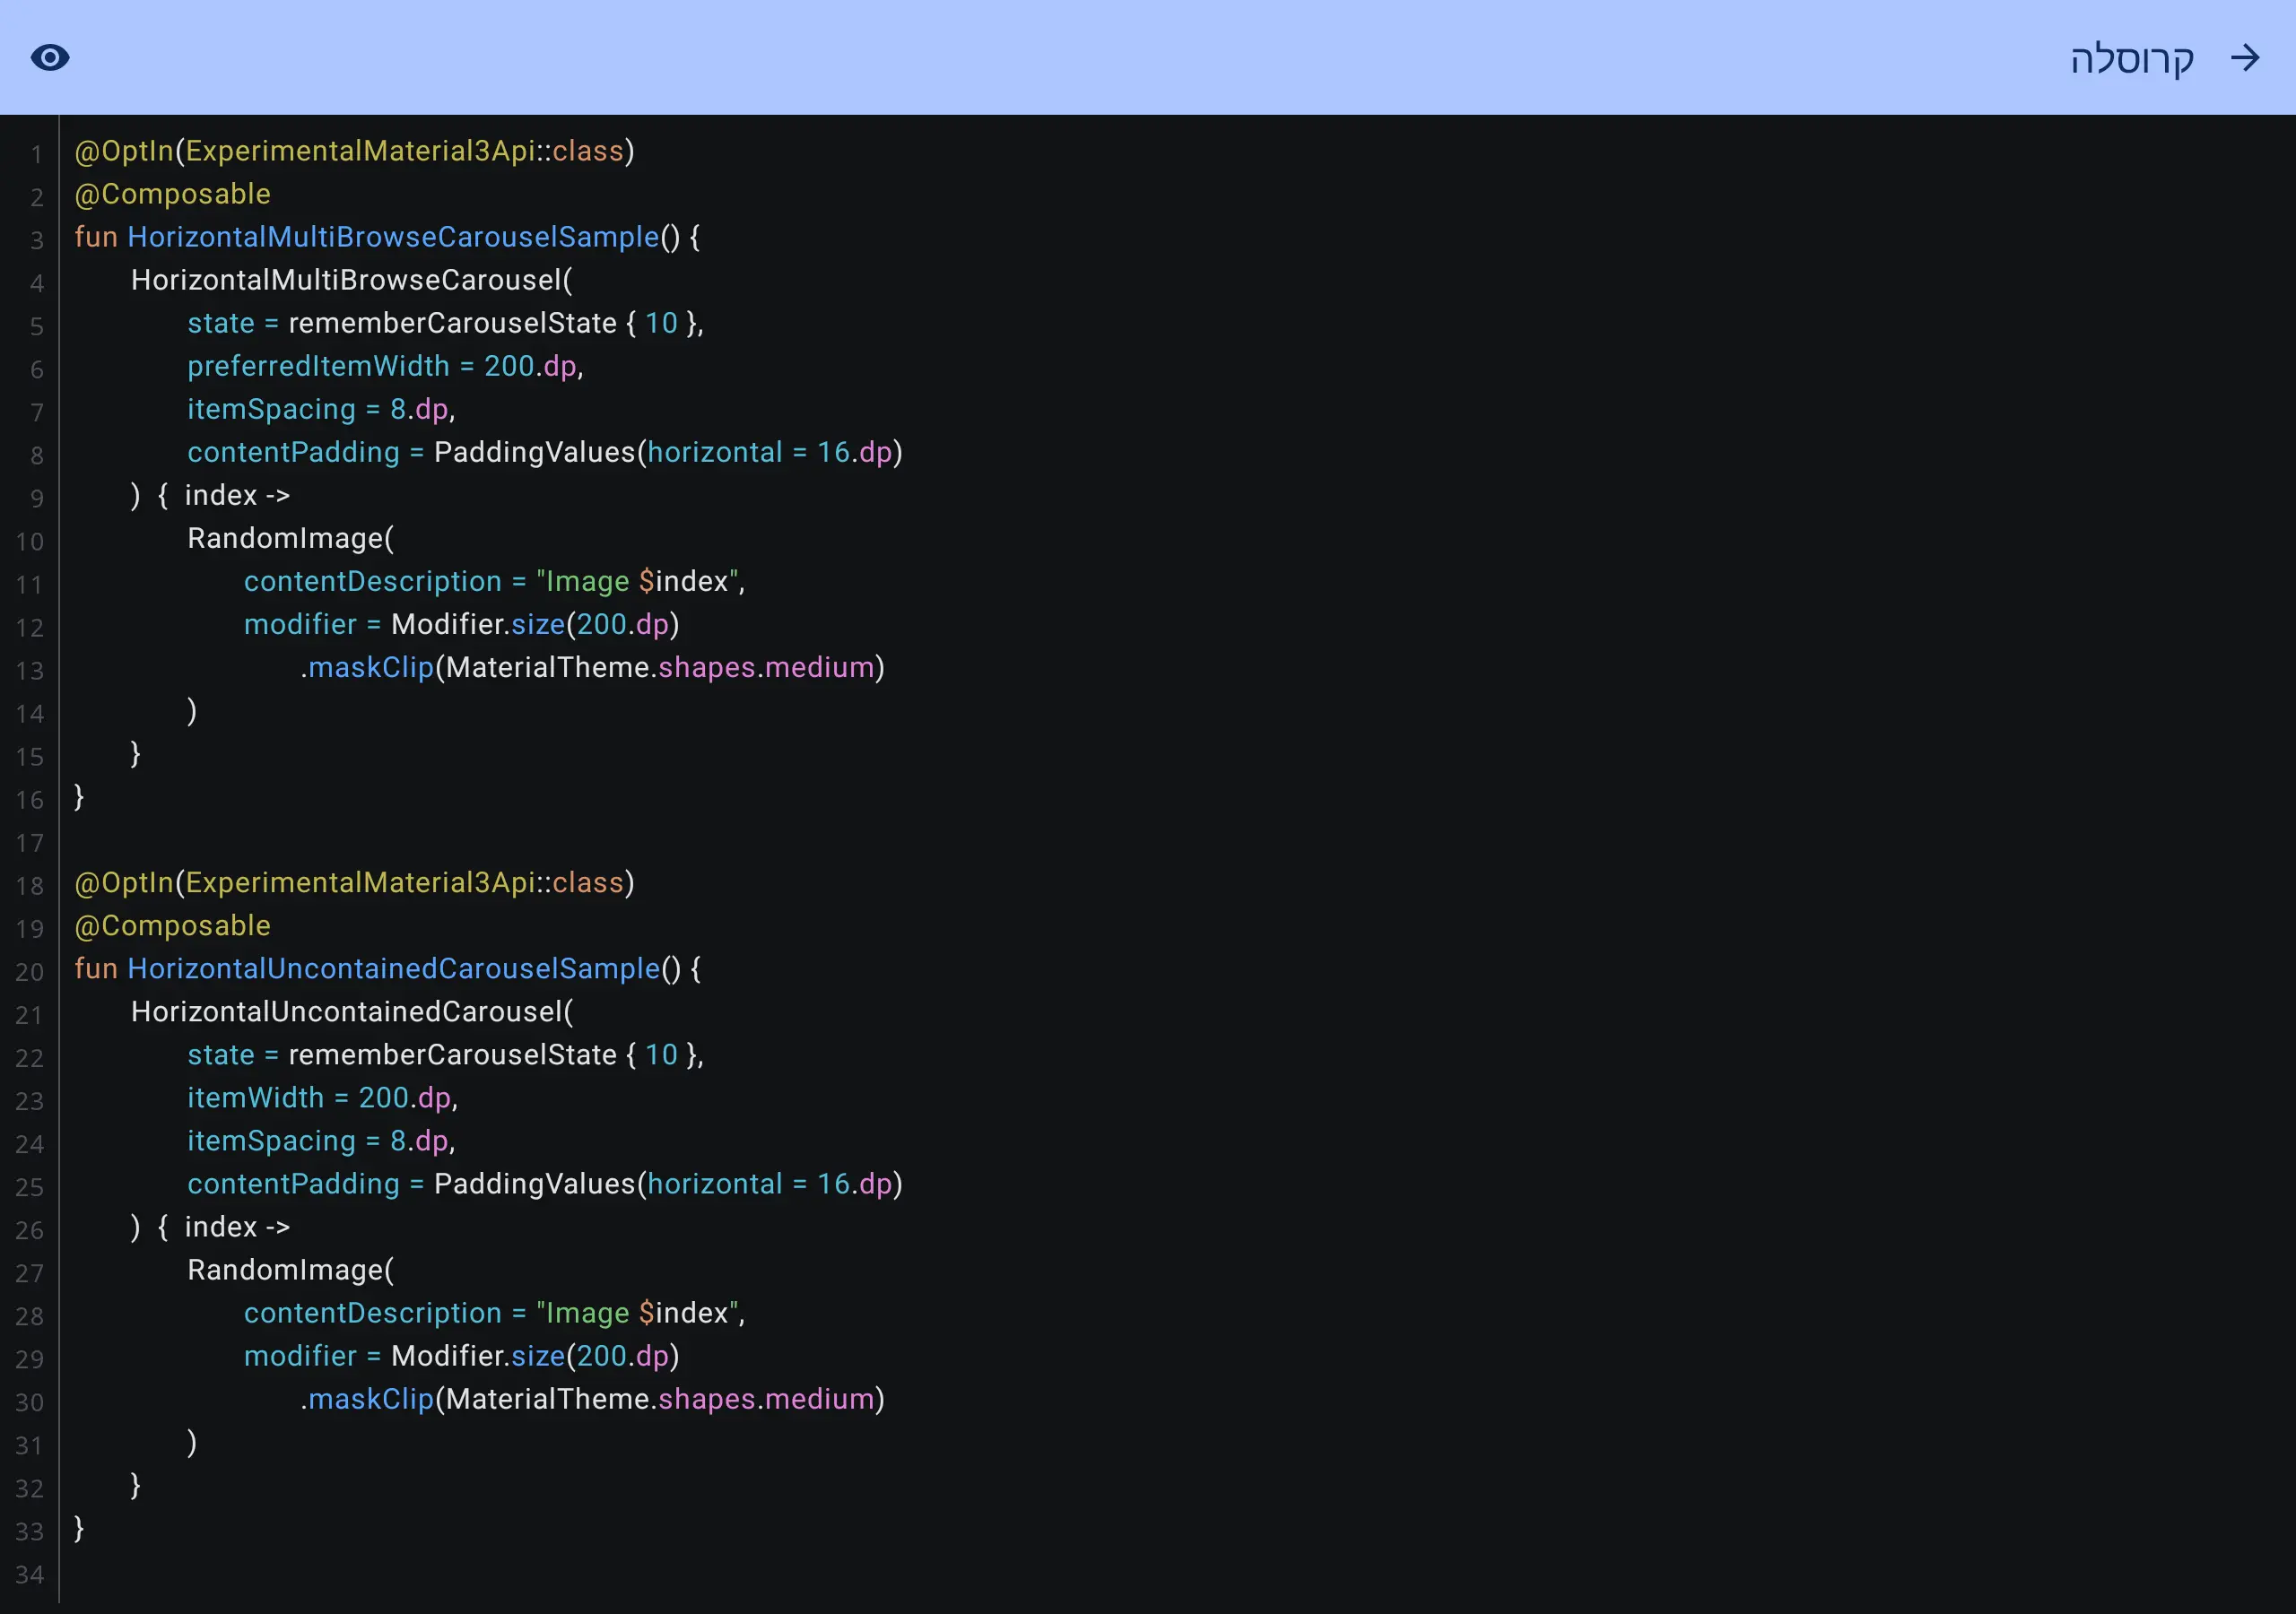 קרוסלה
1 @OptIn(ExperimentalMaterial3Api::class)
2 @Composable
3 fun HorizontalMultiBrowseCarouselSample() {
4     HorizontalMultiBrowseCarousel(
5         state = rememberCarouselState { 10 },
6         preferredItemWidth = 200.dp,
7         itemSpacing = 8.dp,
8         contentPadding = PaddingValues(horizontal = 16.dp)
9     ) { index ->
10         RandomImage(
11             contentDescription = "Image $index",
12             modifier = Modifier.size(200.dp)
13                 .maskClip(MaterialTheme.shapes.medium)
14         )
15     }
16 }
17
18 @OptIn(ExperimentalMaterial3Api::class)
19 @Composable
20 fun HorizontalUncontainedCarouselSample() {
21     HorizontalUncontainedCarousel(
22         state = rememberCarouselState { 10 },
23         itemWidth = 200.dp,
24         itemSpacing = 8.dp,
25         contentPadding = PaddingValues(horizontal = 16.dp)
26     ) { index ->
27         RandomImage(
28             contentDescription = "Image $index",
29             modifier = Modifier.size(200.dp)
30                 .maskClip(MaterialTheme.shapes.medium)
31         )
32     }
33 }
34